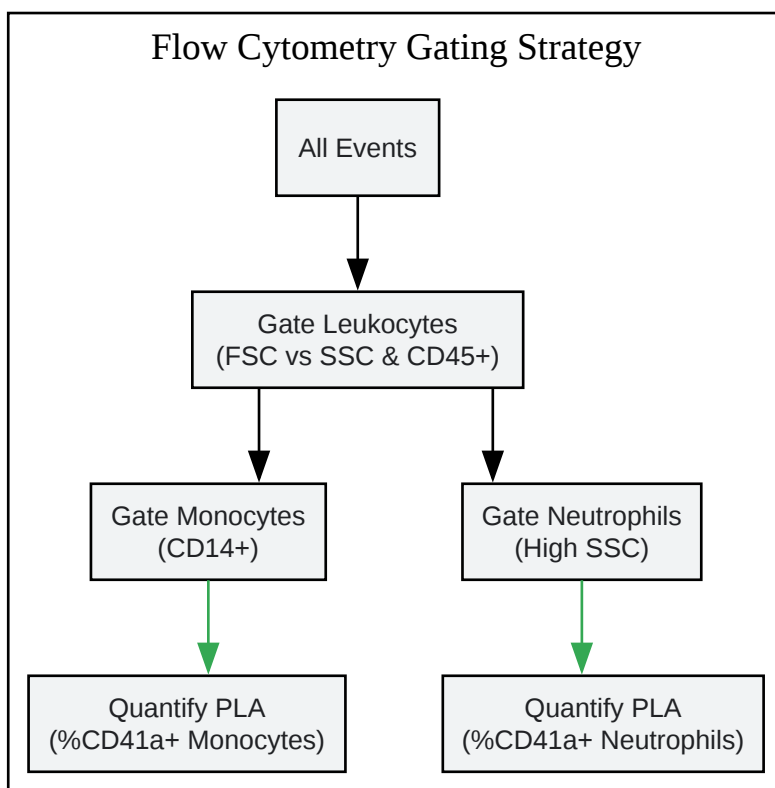 Flow Cytometry Gating Strategy
All Events
Gate Leukocytes
(FSC vs SSC & CD45+)
Gate Monocytes
(CD14+)
Gate Neutrophils
(High SSC)
Quantify PLA
(%CD41a+ Monocytes)
Quantify PLA
(%CD41a+ Neutrophils)